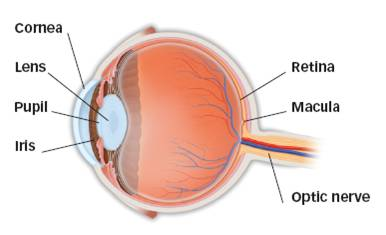 Cornea
Lens
Pupil
Iris
Retina
Macula
Optic nerve